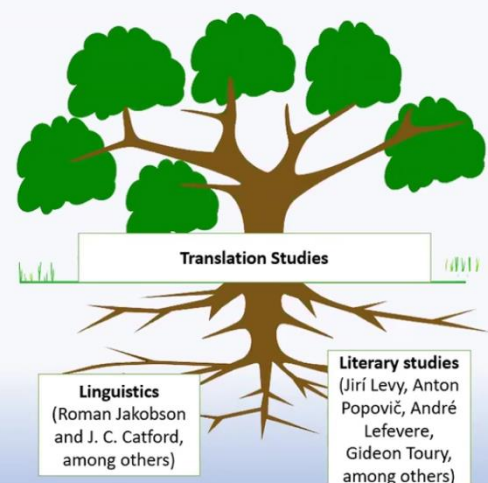 Translation Studies
Linguistics
(Roman Jakobson
and J. C. Catford,
among others)
Literary studies
(Jirí Levy, Anton
Popovič, André
Lefevere,
Gideon Toury,
among others)